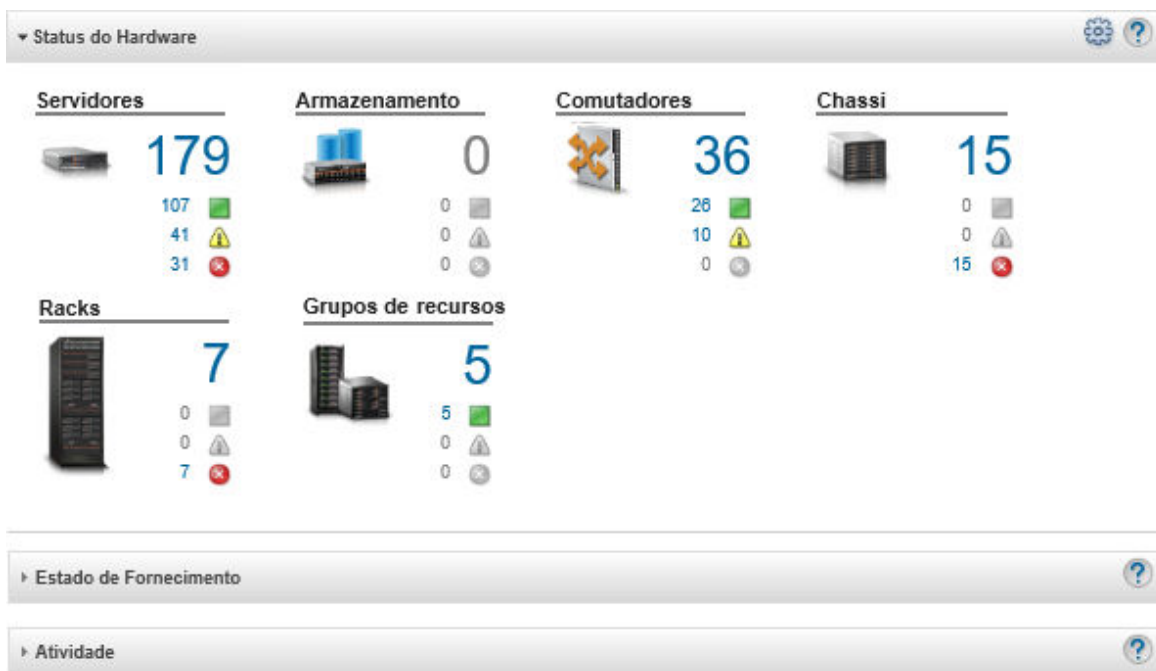 Status do Hardware
Servidores
179
107
41
31
Armazenamento
0
0
0
0
Comutadores
36
26
10
0
Chassi
15
0
0
15
Racks
7
0
0
7
Grupos de recursos
5
5
0
0
Estado de Fornecimento
Atividade